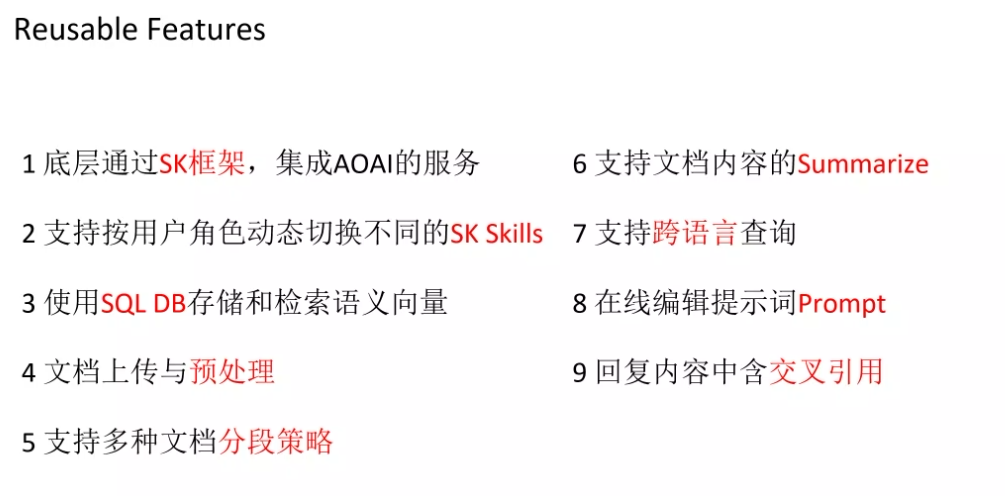 Reusable Features
1 底层通过SK框架，集成AOAI的服务
2 支持按用户角色动态切换不同的SK Skills
3 使用SQL DB存储和检索语义向量
4 文档上传与预处理
5 支持多种文档分段策略
6 支持文档内容的Summarize
7 支持跨语言查询
8 在线编辑提示词Prompt
9 回复内容中含交叉引用